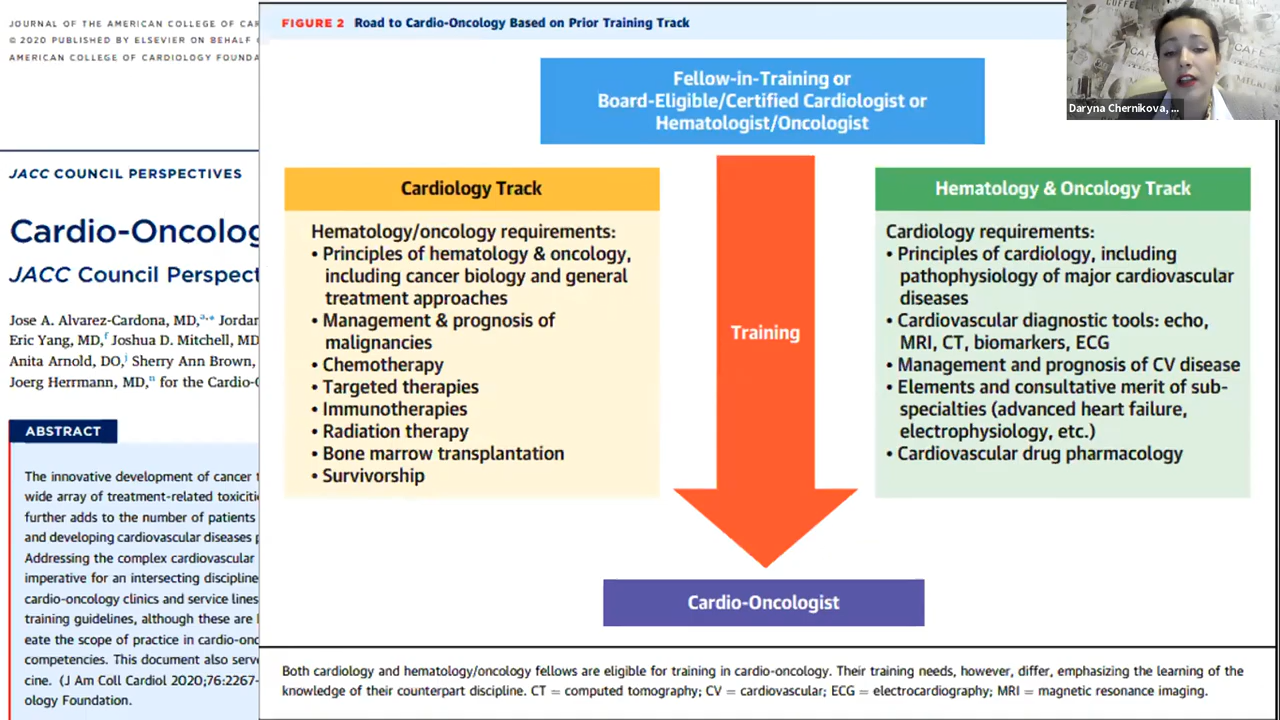 JOURNAL OF THE AMERICAN COLLEGE OF CAR
© 2020 PUBLISHED BY ELSEVIER ON BEHALF
AMERICAN COLLEGE OF CARDIOLOGY FOUNDA
JACC COUNCIL PERSPECTIVES
Cardio-Oncolog
JACC Council Perspect
Jose A. Alvarez-Cardona, MD,a,* Jordan
Eric Yang, MD,f Joshua D. Mitchell, MD
Anita Arnold, DO,j Sherry Ann Brown,
Joerg Herrmann, MD,n for the Cardio-
ABSTRACT
The innovative development of cancer
wide array of treatment-related toxiciti
further adds to the number of patients
and developing cardiovascular diseases
Addressing the complex cardiovascular
imperative for an intersecting discipline
cardio-oncology clinics and service lines
training guidelines, although these are
eate the scope of practice in cardio-onc
competencies. This document also serve
cine. (J Am Coll Cardiol 2020;76:2267-
ology Foundation.
FIGURE 2 Road to Cardio-Oncology Based on Prior Training Track
Fellow-in-Training or
Board-Eligible/Certified Cardiologist or
Hematologist/Oncologist
Cardiology Track
Hematology/oncology requirements:
• Principles of hematology & oncology,
including cancer biology and general
treatment approaches
• Management & prognosis of
malignancies
• Chemotherapy
• Targeted therapies
• Immunotherapies
• Radiation therapy
• Bone marrow transplantation
• Survivorship
Training
Hematology & Oncology Track
Cardiology requirements:
• Principles of cardiology, including
pathophysiology of major cardiovascular
diseases
• Cardiovascular diagnostic tools: echo,
MRI, CT, biomarkers, ECG
• Management and prognosis of CV disease
• Elements and consultative merit of sub-
specialties (advanced heart failure,
electrophysiology, etc.)
• Cardiovascular drug pharmacology
Cardio-Oncologist
Both cardiology and hematology/oncology fellows are eligible for training in cardio-oncology. Their training needs, however, differ, emphasizing the learning of the
knowledge of their counterpart discipline. CT = computed tomography; CV = cardiovascular; ECG = electrocardiography; MRI = magnetic resonance imaging.
Daryna Chernikova, ...